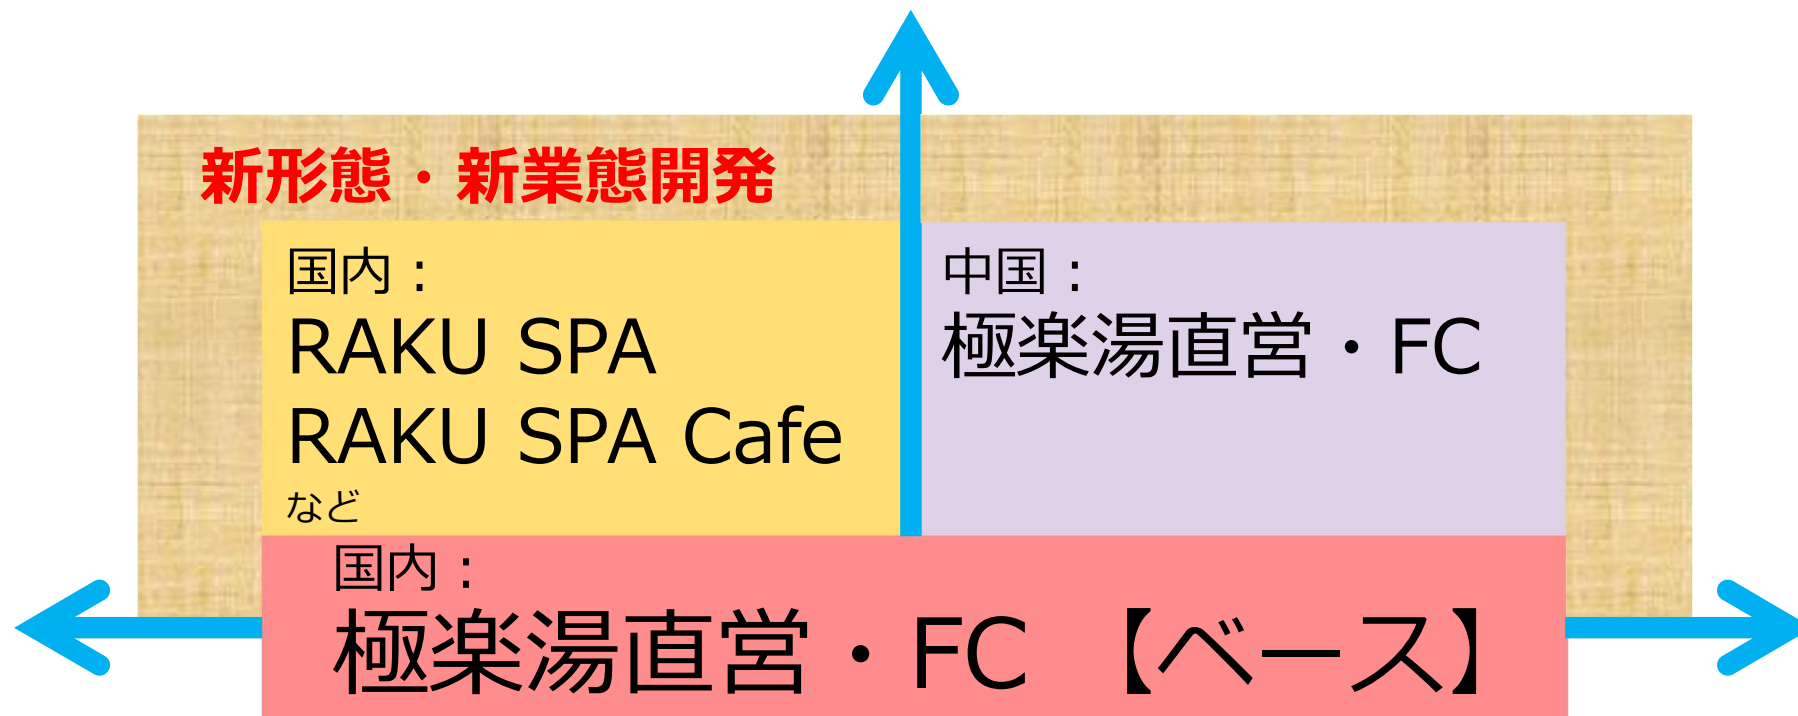 新形態・新業態開発
国内：
RAKU SPA
RAKU SPA Cafe
など
中国：
極楽湯直営・FC
国内：
極楽湯直営・FC 【ベース】